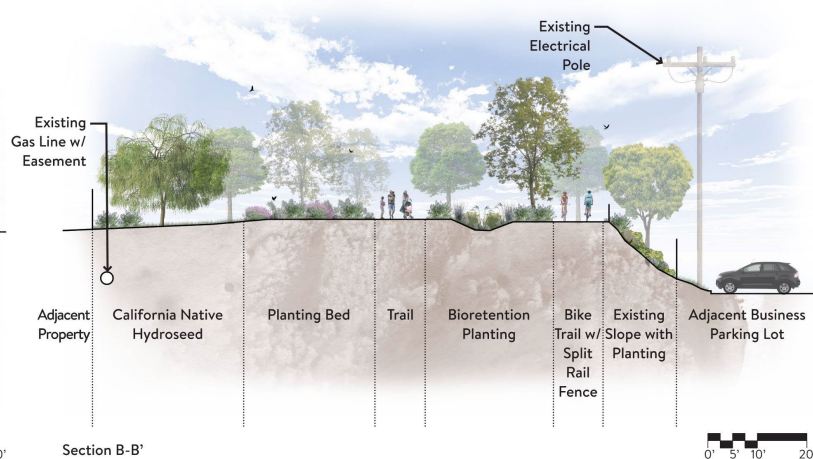 Existing
Electrical
Pole
Existing
Gas Line w/
Easement
Adjacent
Property
California Native
Hydroseed
Planting Bed
Trail
Bioretention
Planting
Bike
Trail w/
Split
Rail
Fence
Existing
Slope with
Planting
Adjacent Business
Parking Lot
0'
Section B-B’
0' 5' 10' 20